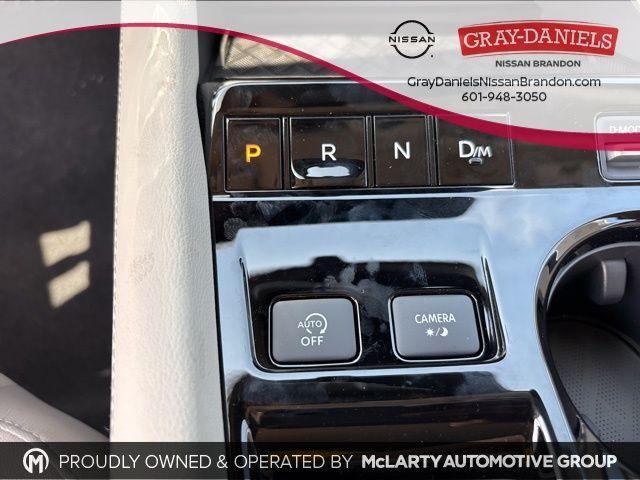 NISSAN
GRAY-DANIELS
NISSAN BRANDON
GrayDanielsNissanBrandon.com
601-948-3050
P R N D/M
D-MOD
AUTO
OFF
CAMERA
PROUDLY OWNED & OPERATED BY McLARTY AUTOMOTIVE GROUP